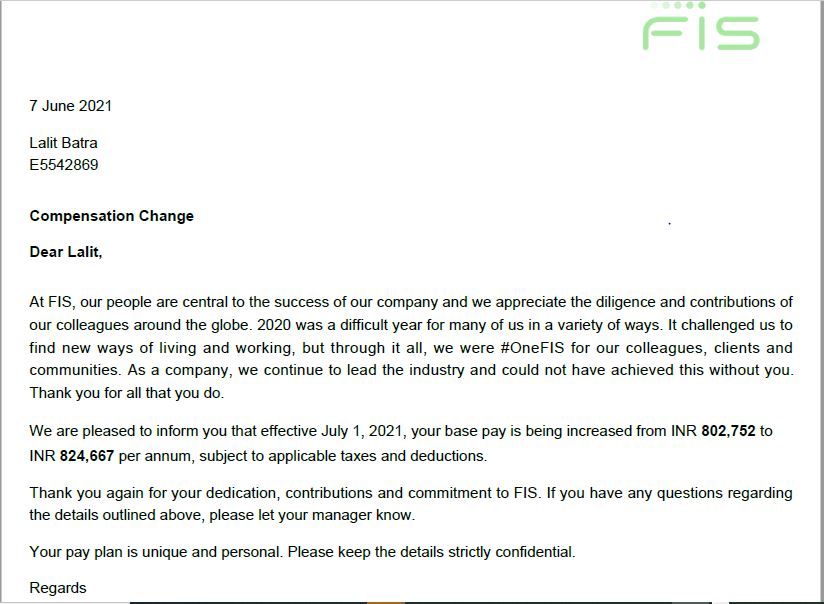 FIS
7 June 2021
Lalit Batra
E5542869
Compensation Change
Dear Lalit,
At FIS, our people are central to the success of our company and we appreciate the diligence and contributions of
our colleagues around the globe. 2020 was a difficult year for many of us in a variety of ways. It challenged us to
find new ways of living and working, but through it all, we were #OneFIS for our colleagues, clients and
communities. As a company, we continue to lead the industry and could not have achieved this without you.
Thank you for all that you do.
We are pleased to inform you that effective July 1, 2021, your base pay is being increased from INR 802,752 to
INR 824,667 per annum, subject to applicable taxes and deductions.
Thank you again for your dedication, contributions and commitment to FIS. If you have any questions regarding
the details outlined above, please let your manager know.
Your pay plan is unique and personal. Please keep the details strictly confidential.
Regards